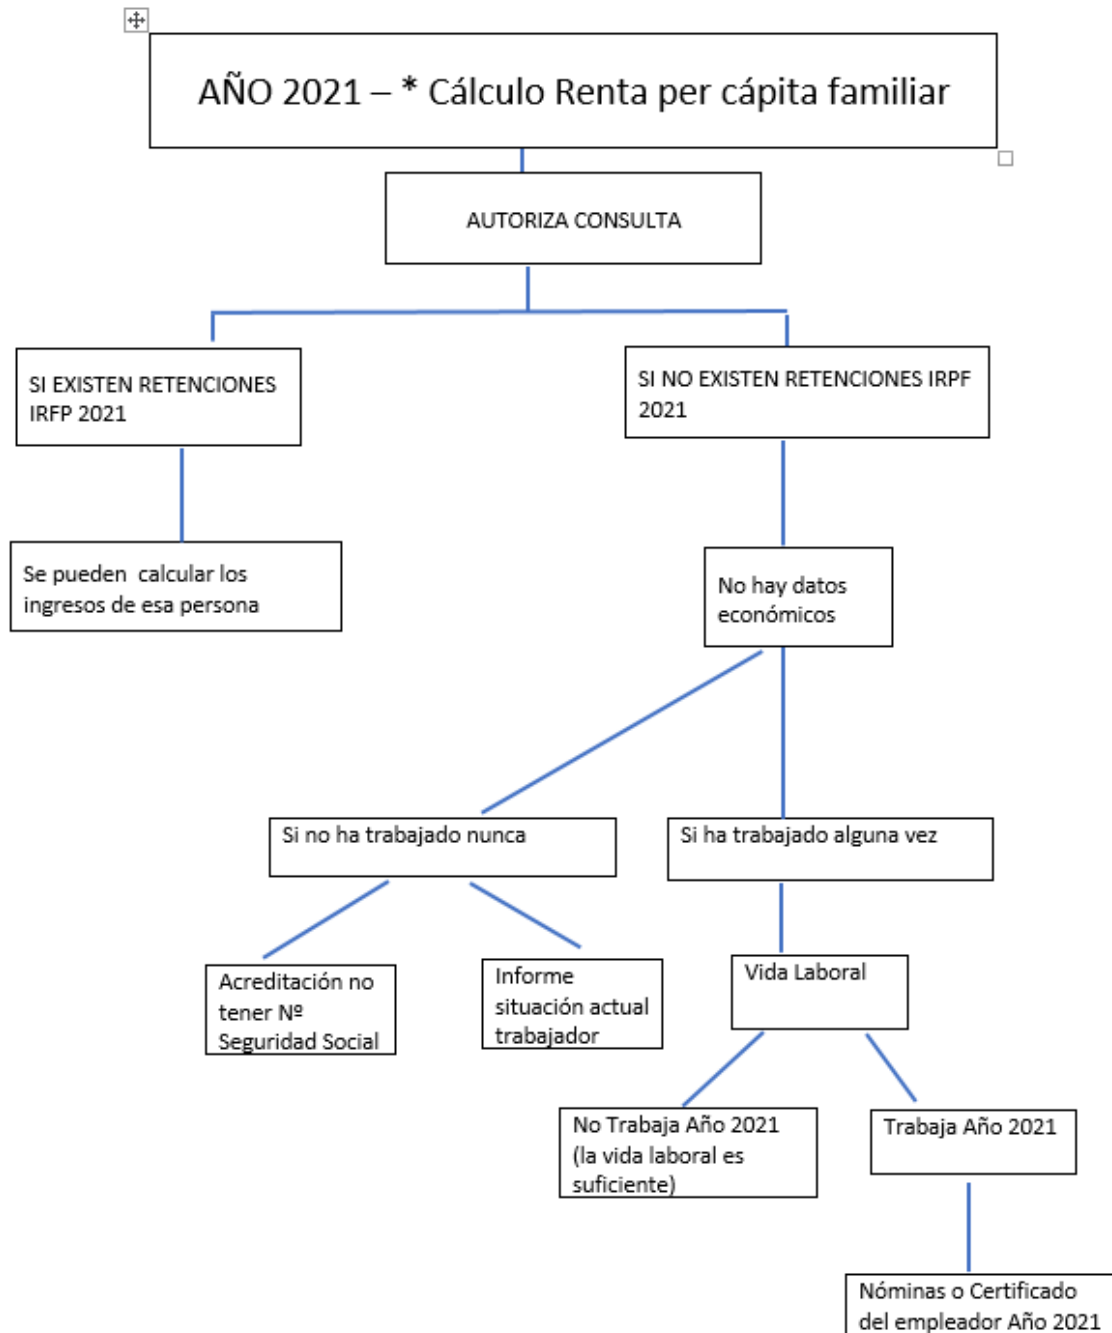 AÑO 2021 – * Cálculo Renta per cápita familiar
AUTORIZA CONSULTA
SI EXISTEN RETENCIONES
IRFP 2021
SI NO EXISTEN RETENCIONES IRPF
2021
Se pueden calcular los
ingresos de esa persona
No hay datos
económicos
Si no ha trabajado nunca
Si ha trabajado alguna vez
Acreditación no
tener Nº
Seguridad Social
Informe
situación actual
trabajador
Vida Laboral
No Trabaja Año 2021
(la vida laboral es
suficiente)
Trabaja Año 2021
Nóminas o Certificado
del empleador Año 2021